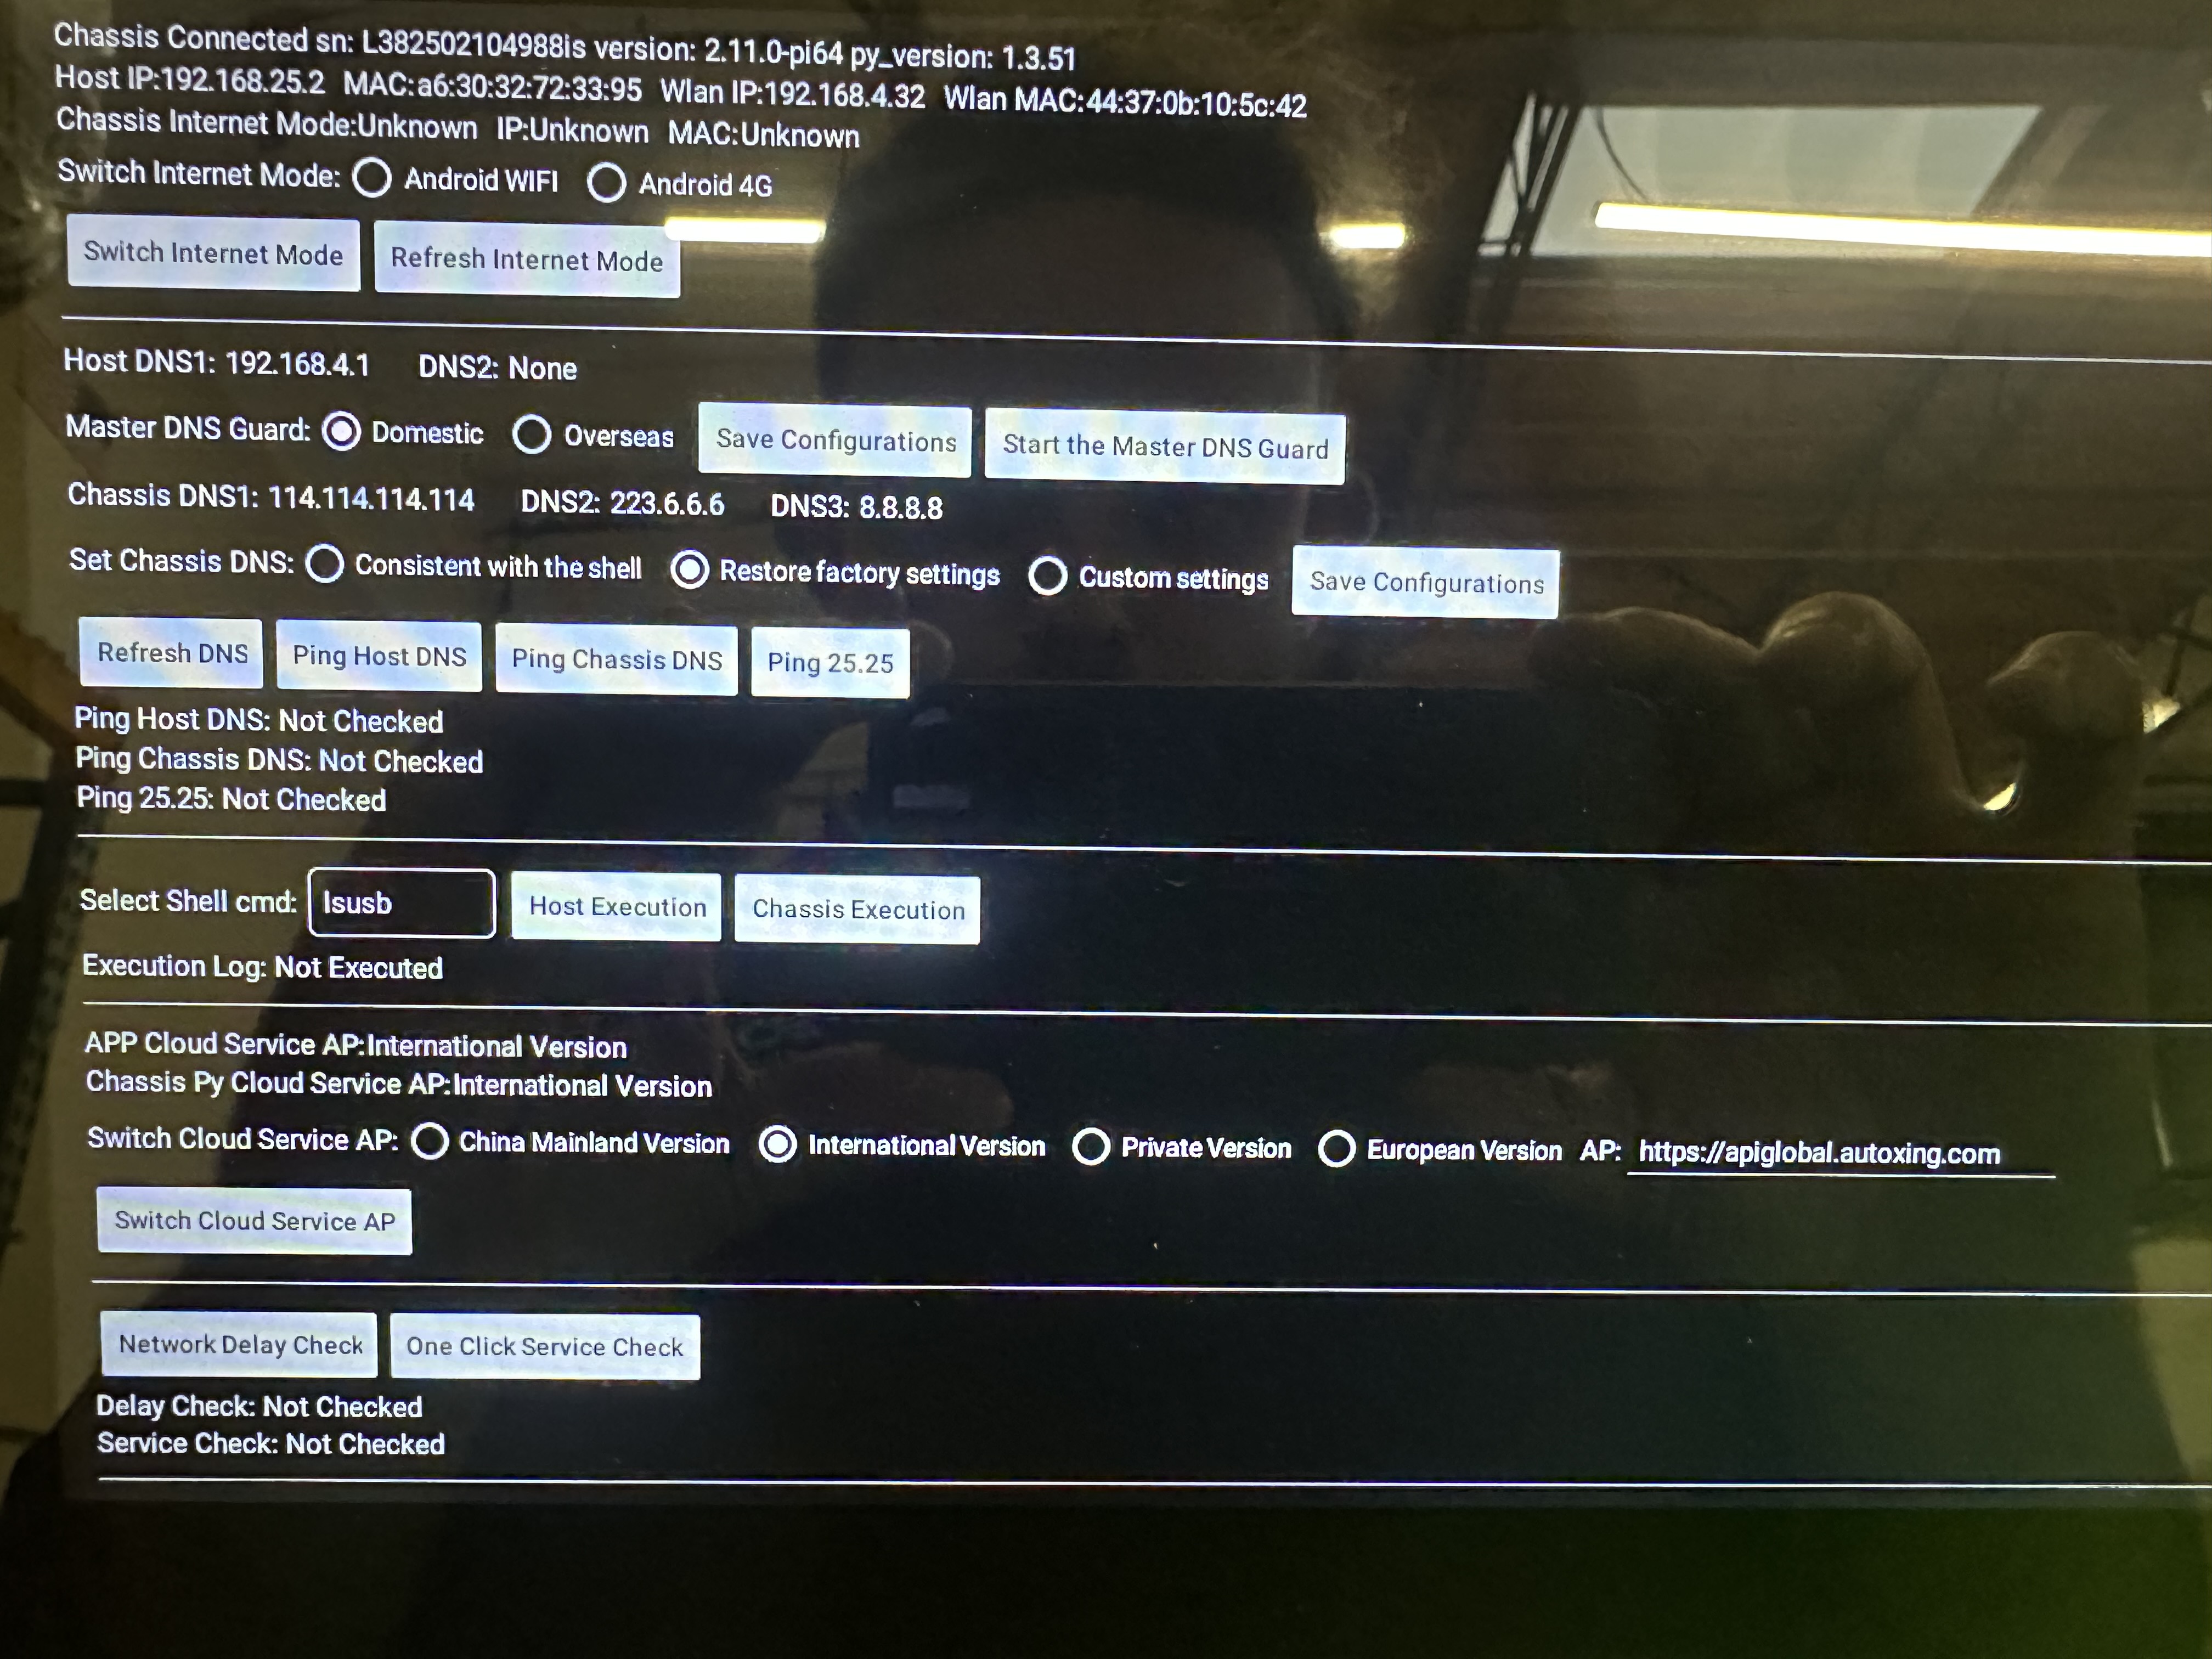 Chassis Connected sn: L382502104988is version: 2.11.0-pi64 py_version: 1.3.51
Host IP:192.168.25.2 MAC:a6:30:32:72:33:95 Wlan IP:192.168.4.32 Wlan MAC:44:37:0b:10:5c:42
Chassis Internet Mode:Unknown IP:Unknown MAC:Unknown
Switch Internet Mode: Android WIFI Android 4G
Switch Internet Mode Refresh Internet Mode
Host DNS1: 192.168.4.1 DNS2: None
Master DNS Guard: Domestic Overseas Save Configurations Start the Master DNS Guard
Chassis DNS1: 114.114.114.114 DNS2: 223.6.6.6 DNS3: 8.8.8.8
Set Chassis DNS: Consistent with the shell Restore factory settings Custom settings Save Configurations
Refresh DNS Ping Host DNS Ping Chassis DNS Ping 25.25
Ping Host DNS: Not Checked
Ping Chassis DNS: Not Checked
Ping 25.25: Not Checked
Select Shell cmd: lsusb Host Execution Chassis Execution
Execution Log: Not Executed
APP Cloud Service AP:International Version
Chassis Py Cloud Service AP:International Version
Switch Cloud Service AP: China Mainland Version International Version Private Version European Version AP: https://apiglobal.autoxing.com
Switch Cloud Service AP
Network Delay Check One Click Service Check
Delay Check: Not Checked
Service Check: Not Checked